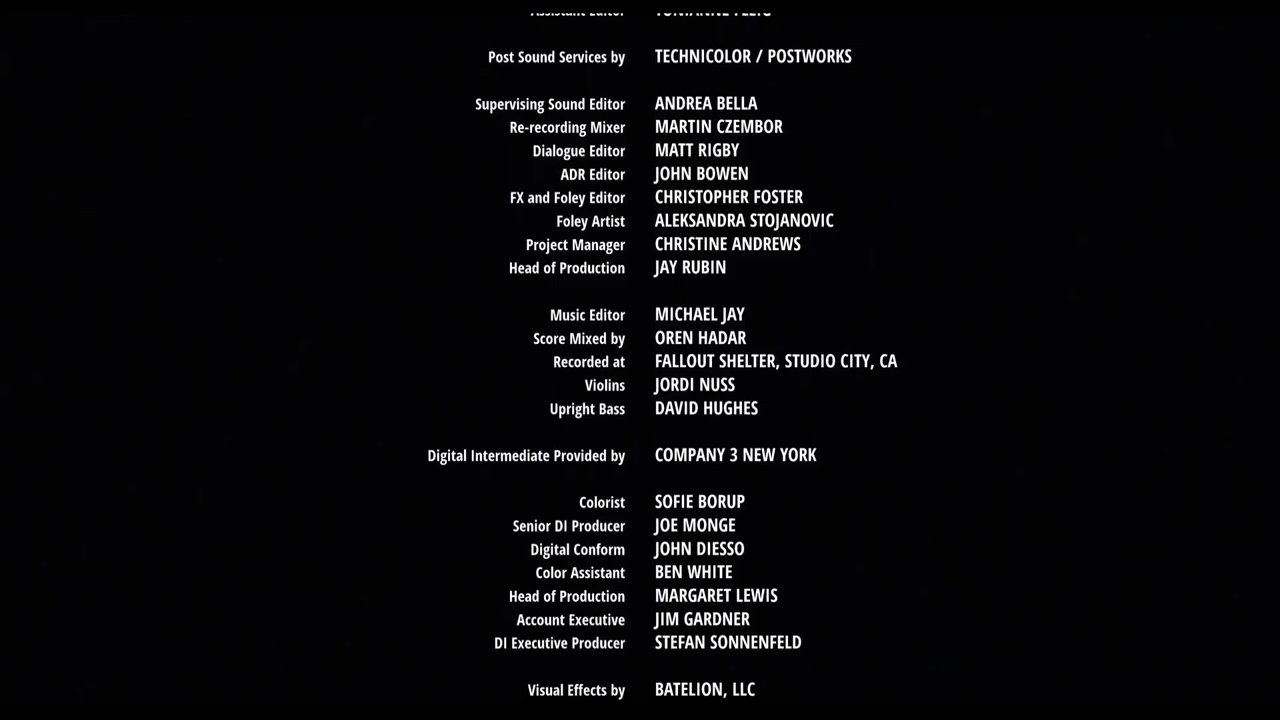 Assistant Editor
Post Sound Services by TECHNICOLOR / POSTWORKS
Supervising Sound Editor ANDREA BELLA
Re-recording Mixer MARTIN CZEMBOR
Dialogue Editor MATT RIGBY
ADR Editor JOHN BOWEN
FX and Foley Editor CHRISTOPHER FOSTER
Foley Artist ALEKSANDRA STOJANOVIC
Project Manager CHRISTINE ANDREWS
Head of Production JAY RUBIN
Music Editor MICHAEL JAY
Score Mixed by OREN HADAR
Recorded at FALLOUT SHELTER, STUDIO CITY, CA
Violins JORDI NUSS
Upright Bass DAVID HUGHES
Digital Intermediate Provided by COMPANY 3 NEW YORK
Colorist SOFIE BORUP
Senior DI Producer JOE MONGE
Digital Conform JOHN DIESSO
Color Assistant BEN WHITE
Head of Production MARGARET LEWIS
Account Executive JIM GARDNER
DI Executive Producer STEFAN SONNENFELD
Visual Effects by BATELION, LLC